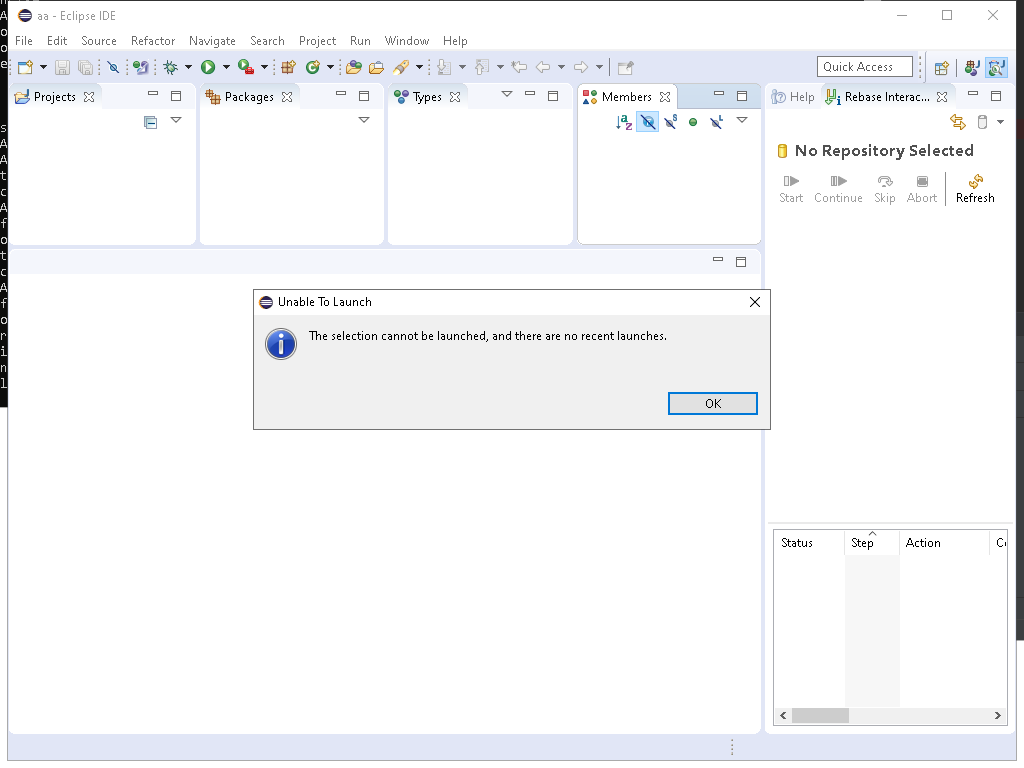 aa - Eclipse IDE
File Edit Source Refactor Navigate Search Project Run Window Help
Quick Access
Projects
Packages
Types
Members
Help
Rebase Interac...
No Repository Selected
Start Continue Skip Abort Refresh
Unable To Launch
The selection cannot be launched, and there are no recent launches.
OK
Status Step Action